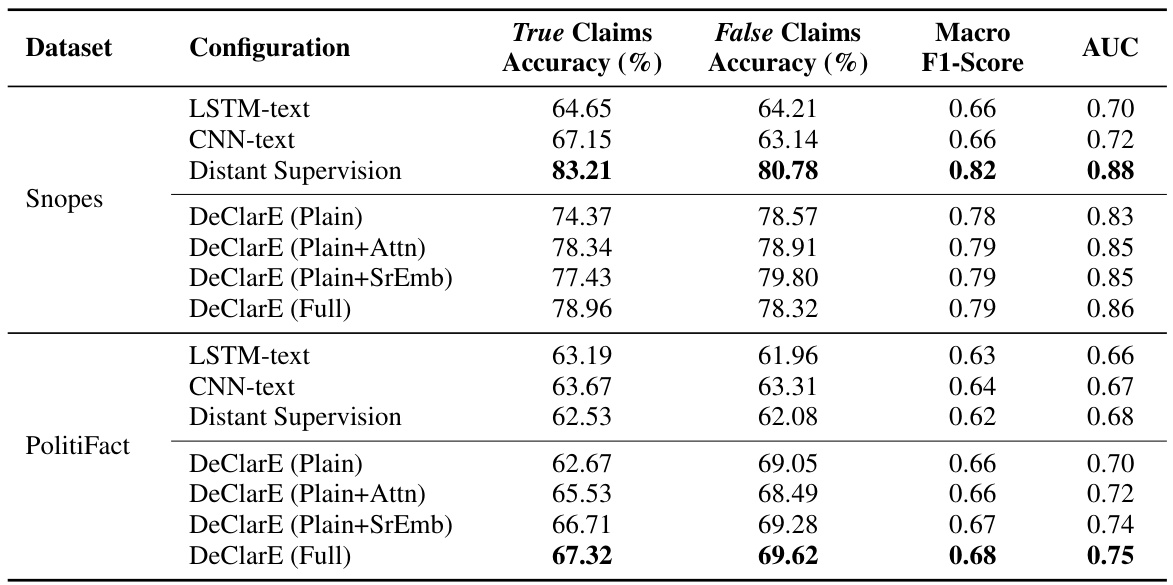 Dataset Configuration True Claims Accuracy (%) False Claims Accuracy (%) Macro F1-Score AUC
Snopes
LSTM-text 64.65 64.21 0.66 0.70
CNN-text 67.15 63.14 0.66 0.72
Distant Supervision 83.21 80.78 0.82 0.88
DeClarE (Plain) 74.37 78.57 0.78 0.83
DeClarE (Plain+Attn) 78.34 78.91 0.79 0.85
DeClarE (Plain+SrEmb) 77.43 79.80 0.79 0.85
DeClarE (Full) 78.96 78.32 0.79 0.86
PolitiFact
LSTM-text 63.19 61.96 0.63 0.66
CNN-text 63.67 63.31 0.64 0.67
Distant Supervision 62.53 62.08 0.62 0.68
DeClarE (Plain) 62.67 69.05 0.66 0.70
DeClarE (Plain+Attn) 65.53 68.49 0.66 0.72
DeClarE (Plain+SrEmb) 66.71 69.28 0.67 0.74
DeClarE (Full) 67.32 69.62 0.68 0.75